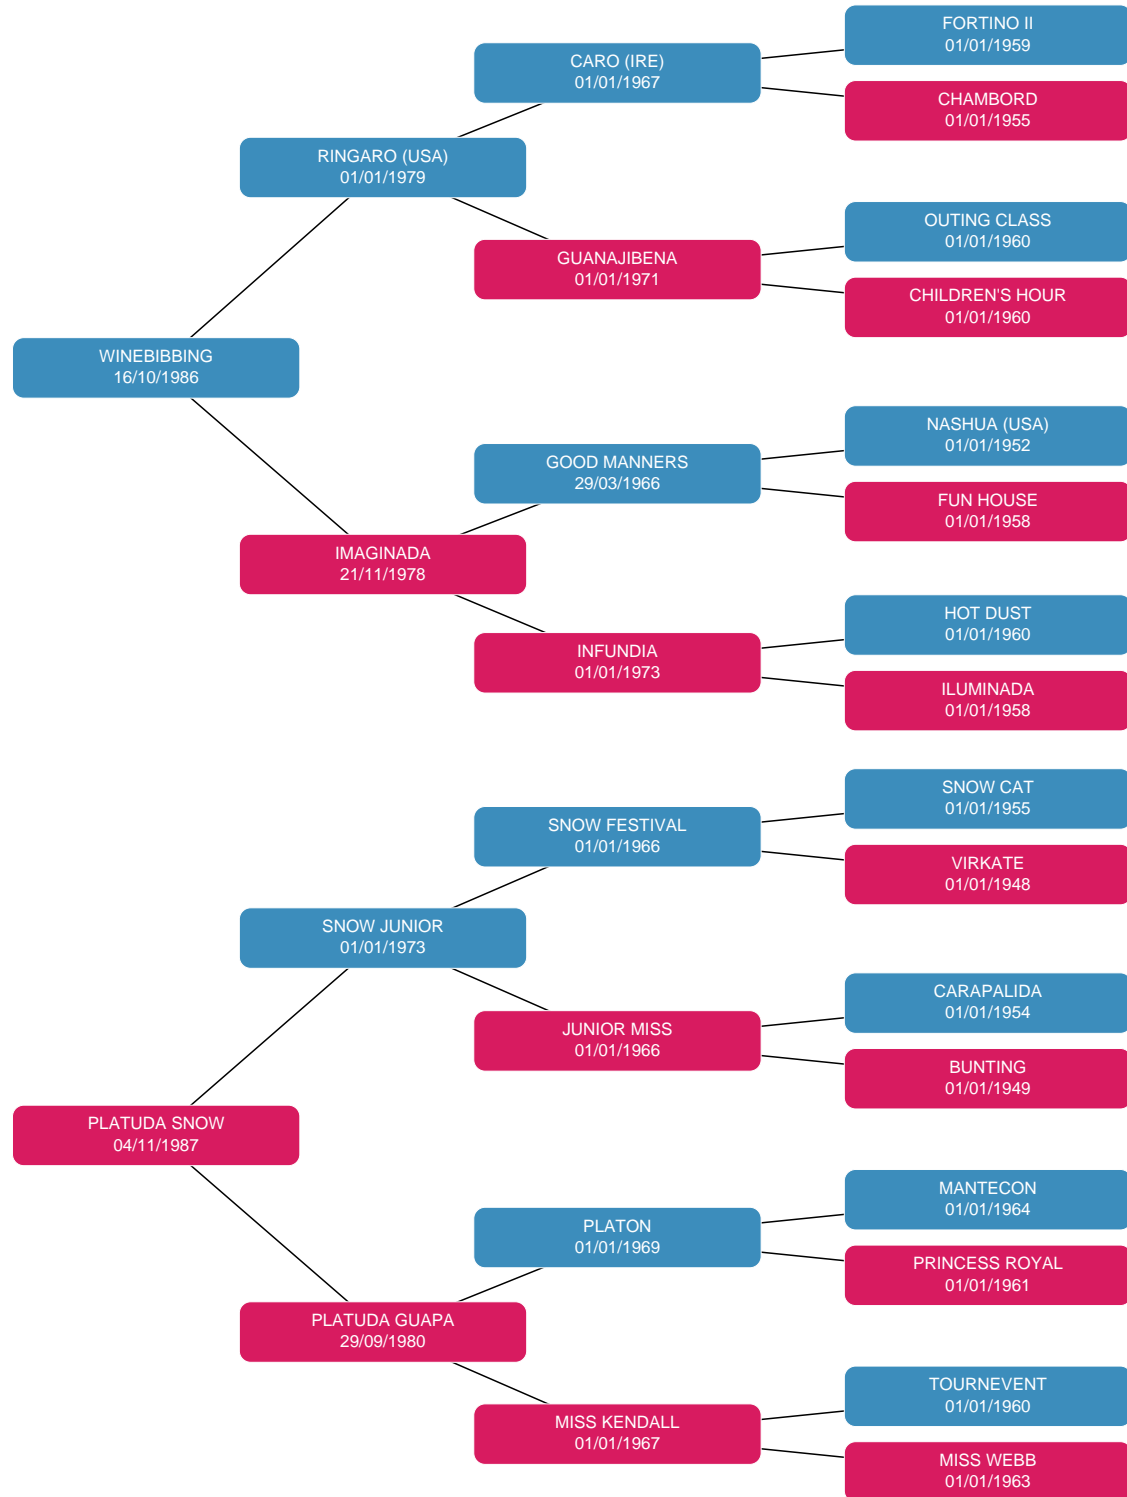 FORTINO II
01/01/1959
CARO (IRE)
01/01/1967
CHAMBORD
01/01/1955
RINGARO (USA)
01/01/1979
OUTING CLASS
01/01/1960
GUANAJIBENA
01/01/1971
CHILDREN'S HOUR
01/01/1960
WINEBIBBING
16/10/1986
NASHUA (USA)
01/01/1952
GOOD MANNERS
29/03/1966
FUN HOUSE
01/01/1958
IMAGINADA
21/11/1978
HOT DUST
01/01/1960
INFUNDIA
01/01/1973
ILUMINADA
01/01/1958
SNOW CAT
01/01/1955
SNOW FESTIVAL
01/01/1966
VIRKATE
01/01/1948
SNOW JUNIOR
01/01/1973
CARAPALIDA
01/01/1954
JUNIOR MISS
01/01/1966
BUNTING
01/01/1949
PLATUDA SNOW
04/11/1987
MANTECON
01/01/1964
PLATON
01/01/1969
PRINCESS ROYAL
01/01/1961
PLATUDA GUAPA
29/09/1980
TOURNEVENT
01/01/1960
MISS KENDALL
01/01/1967
MISS WEBB
01/01/1963